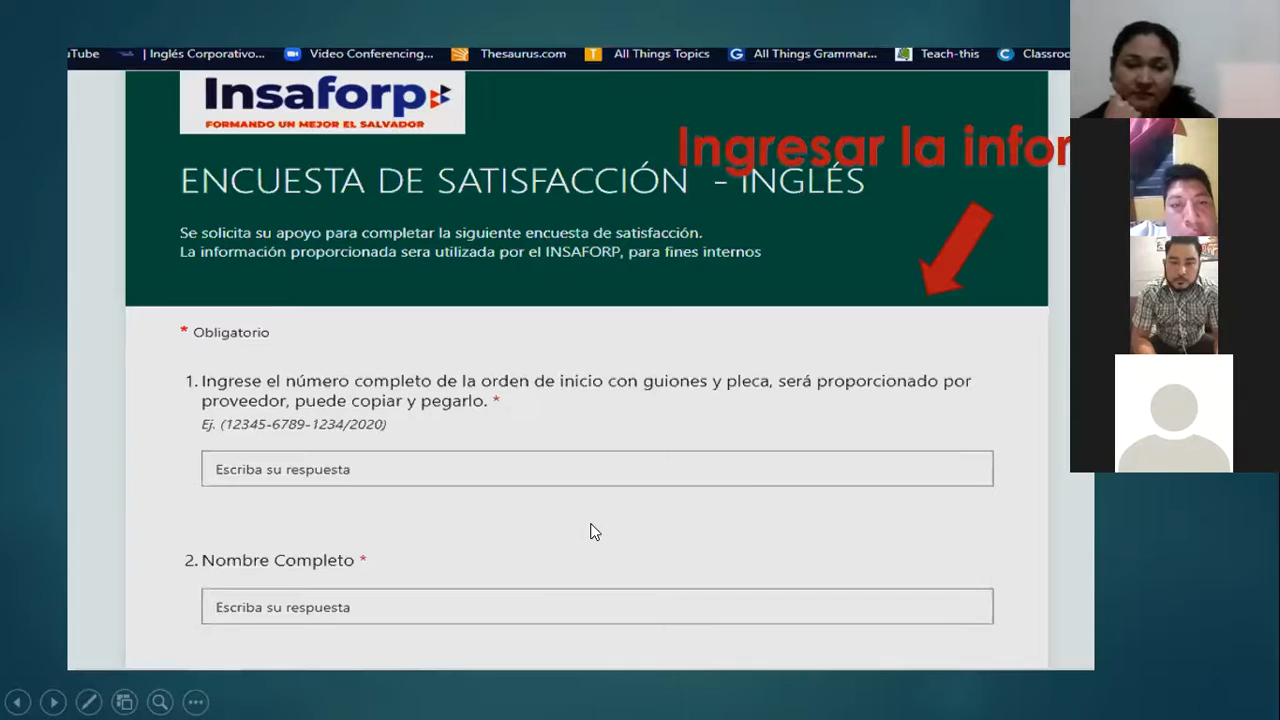 | Inglés Corporativo... Video Conferencing... Thesaurus.com All Things Topics All Things Grammar... Teach-this
Insaforp
FORMANDO UN MEJOR EL SALVADOR
Ingresar la
ENCUESTA DE SATISFACCIÓN - INGLÉS
Se solicita su apoyo para completar la siguiente encuesta de satisfacción.
La información proporcionada sera utilizada por el INSAFORP, para fines internos
* Obligatorio
1. Ingrese el número completo de la orden de inicio con guiones y pleca, será proporcionado por
proveedor, puede copiar y pegarlo. *
Ej. (12345-6789-1234/2020)
Escriba su respuesta
2. Nombre Completo *
Escriba su respuesta